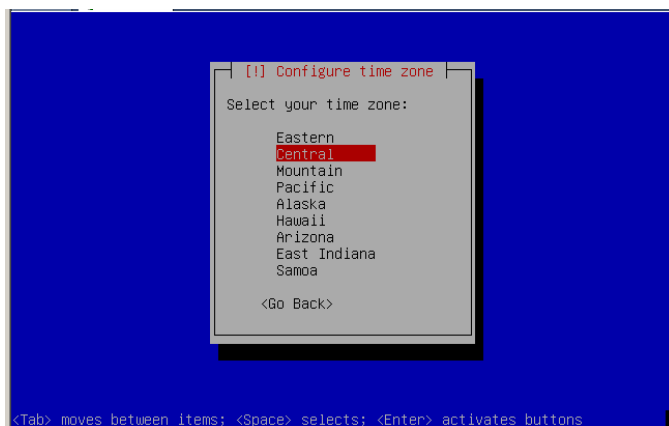 [!] Configure time zone
Select your time zone:
Eastern
Central
Mountain
Pacific
Alaska
Hawaii
Arizona
East Indiana
Samoa
<Go Back>
<Tab> moves between items; <Space> selects; <Enter> activates buttons